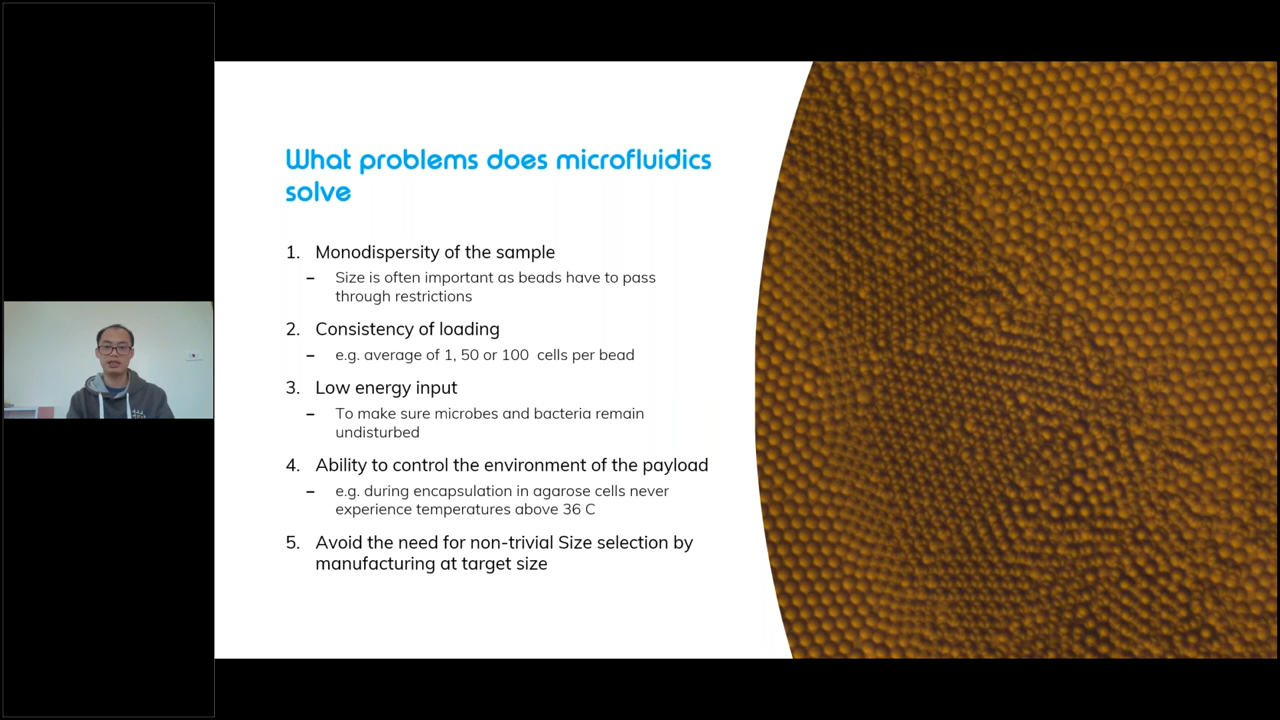 What problems does microfluidics
solve
1. Monodispersity of the sample
– Size is often important as beads have to pass
through restrictions
2. Consistency of loading
– e.g. average of 1, 50 or 100 cells per bead
3. Low energy input
– To make sure microbes and bacteria remain
undisturbed
4. Ability to control the environment of the payload
– e.g. during encapsulation in agarose cells never
experience temperatures above 36 C
5. Avoid the need for non-trivial Size selection by
manufacturing at target size